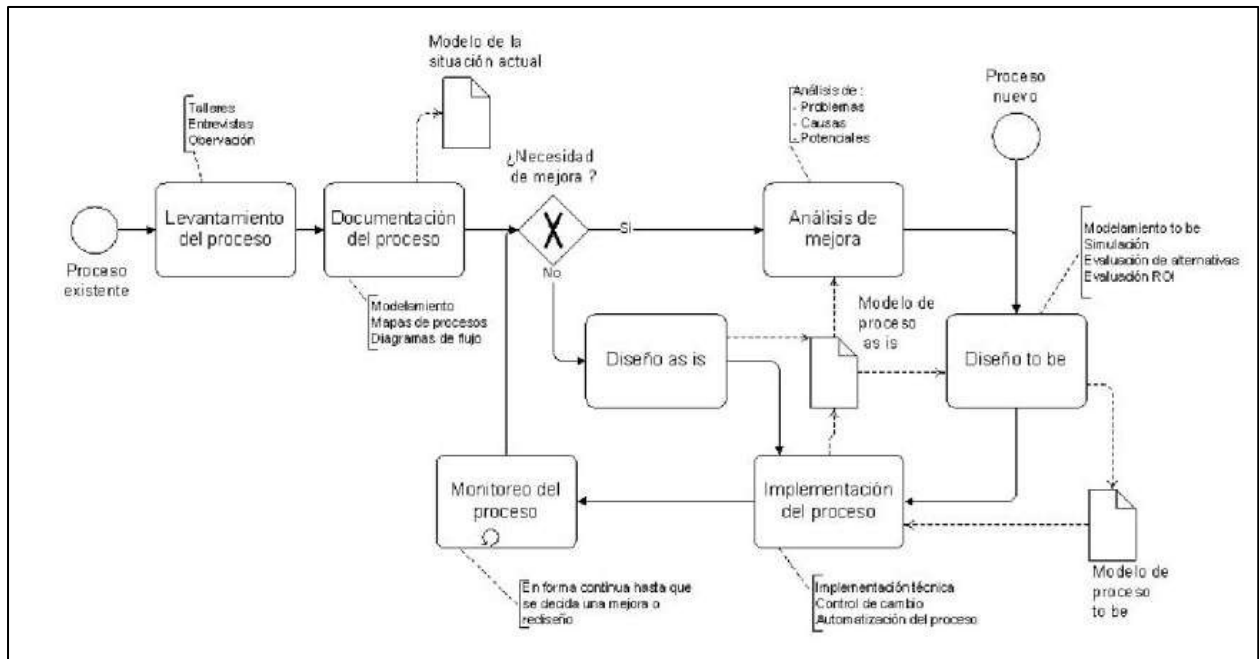 Modelo de la
situación actual
Proceso
nuevo
Talleres
Entrevistas
Obervación
Análisis de :
- Problemas
- Causas
- Potenciales
¿Necesidad
de mejora ?
Levantamiento
del proceso
Documentación
del proceso
X
Si
No
Análisis de
mejora
Proceso
existente
Modelamiento to be
Simulación
Evaluación de alternativas
Evaluación ROI
Modelamiento
Mapas de procesos
Diagramas de flujo
Modelo de
proceso
as is
Diseño as is
Diseño to be
Monitoreo del
proceso
Implementación
del proceso
En forma continua hasta que
se decida una mejora o
rediseño
Implementación técnica
Control de cambio
Automatización del proceso
Modelo de
proceso
to be